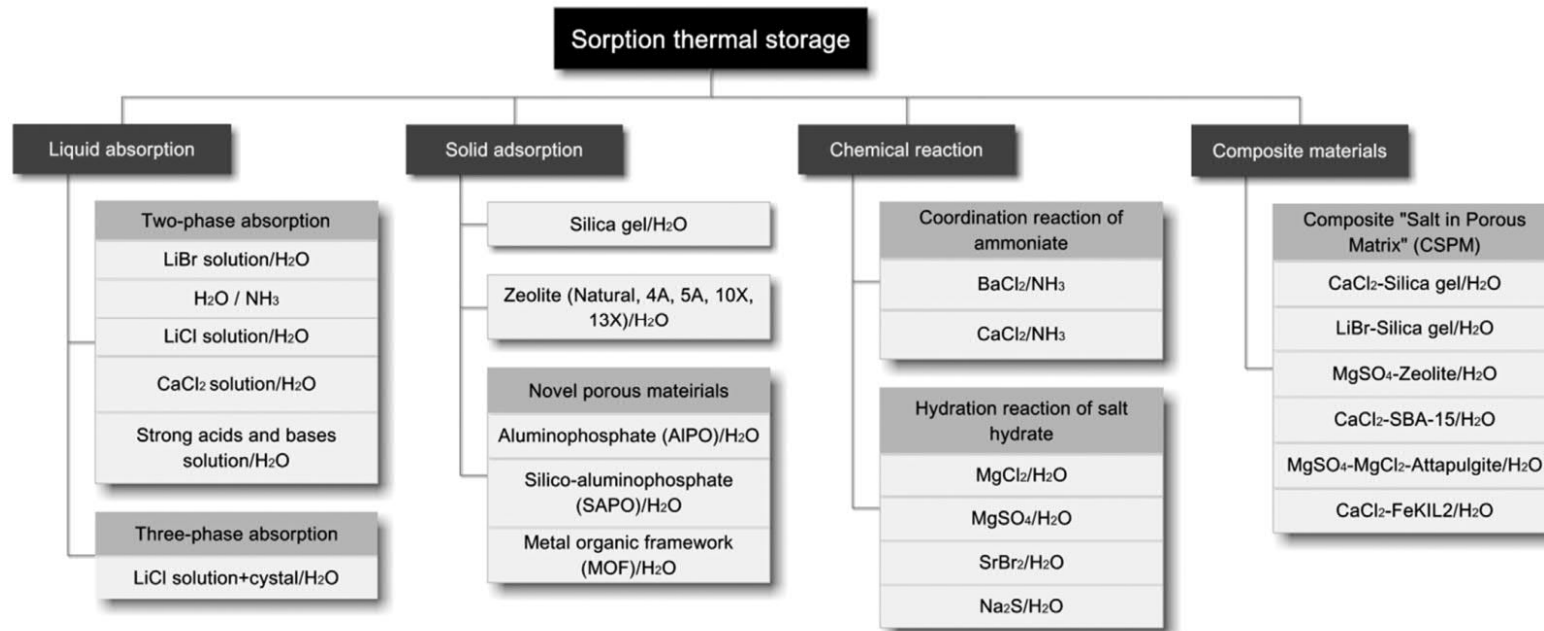 Sorption thermal storage
Liquid absorption
Two-phase absorption
LiBr solution/H₂O
H₂O / NH₃
LiCl solution/H₂O
CaCl₂ solution/H₂O
Strong acids and bases
solution/H₂O
Three-phase absorption
LiCl solution+cystal/H₂O
Solid adsorption
Silica gel/H₂O
Zeolite (Natural, 4A, 5A, 10X,
13X)/H₂O
Novel porous mateirials
Aluminophosphate (AlPO)/H₂O
Silico-aluminophosphate
(SAPO)/H₂O
Metal organic framework
(MOF)/H₂O
Chemical reaction
Coordination reaction of
ammoniate
BaCl₂/NH₃
CaCl₂/NH₃
Hydration reaction of salt
hydrate
MgCl₂/H₂O
MgSO₄/H₂O
SrBr₂/H₂O
Na₂S/H₂O
Composite materials
Composite "Salt in Porous
Matrix" (CSPM)
CaCl₂-Silica gel/H₂O
LiBr-Silica gel/H₂O
MgSO₄-Zeolite/H₂O
CaCl₂-SBA-15/H₂O
MgSO₄-MgCl₂-Attapulgite/H₂O
CaCl₂-FeKIL2/H₂O